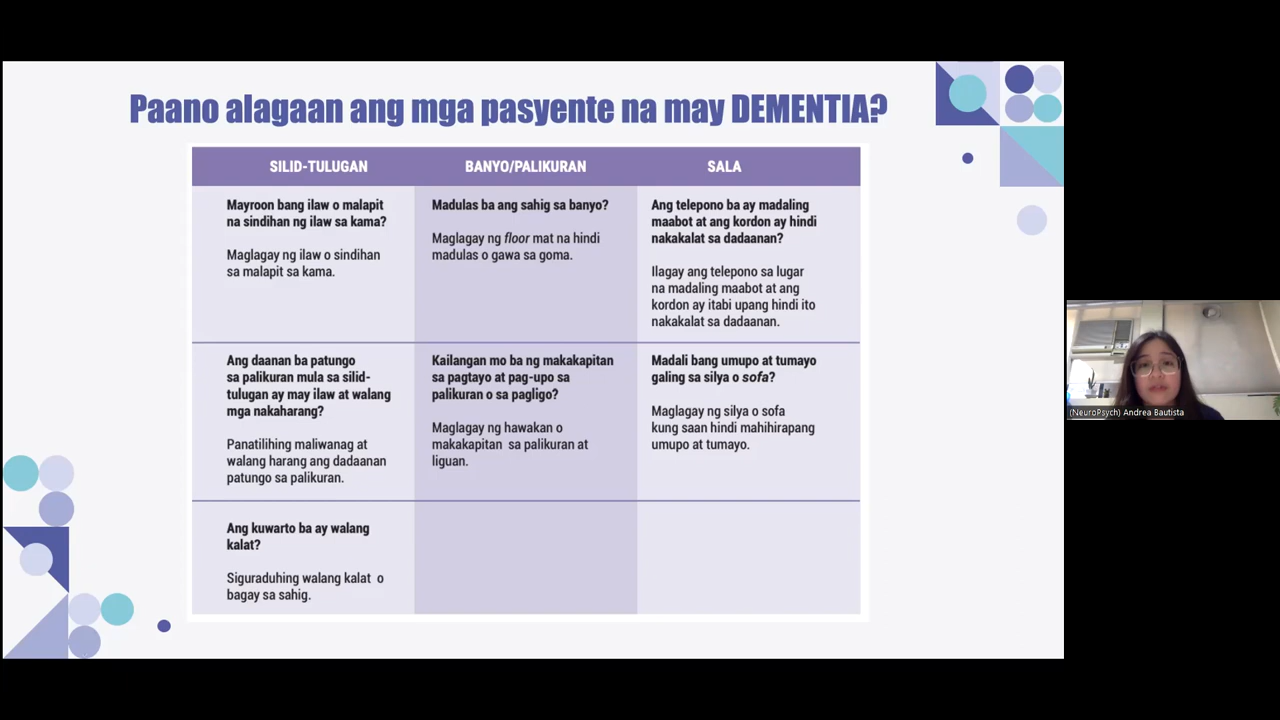 Paano alagaan ang mga pasyente na may DEMENTIA?
SILID-TULUGAN
BANYO/PALIKURAN
SALA
Mayroon bang ilaw o malapit
na sindihan ng ilaw sa kama?
Maglagay ng ilaw o sindihan
sa malapit sa kama.
Madulas ba ang sahig sa banyo?
Maglagay ng floor mat na hindi
madulas o gawa sa goma.
Ang telepono ba ay madaling
maabot at ang kordon ay hindi
nakakalat sa dadaanan?
Ilagay ang telepono sa lugar
na madaling maabot at ang
kordon ay itabi upang hindi ito
nakakalat sa dadaanan.
Ang daanan ba patungo
sa palikuran mula sa silid-
tulugan ay may ilaw at walang
mga nakaharang?
Panatilihing maliwanag at
walang harang ang dadaanan
patungo sa palikuran.
Kailangan mo ba ng makakapitan
sa pagtayo at pag-upo sa
palikuran o sa pagligo?
Maglagay ng hawakan o
makakapitan sa palikuran at
liguan.
Madali bang umupo at tumayo
galing sa silya o sofa?
Maglagay ng silya o sofa
kung saan hindi mahihirapang
umupo at tumayo.
Ang kuwarto ba ay walang
kalat?
Siguraduhing walang kalat o
bagay sa sahig.
(NeuroPsych) Andrea Bautista